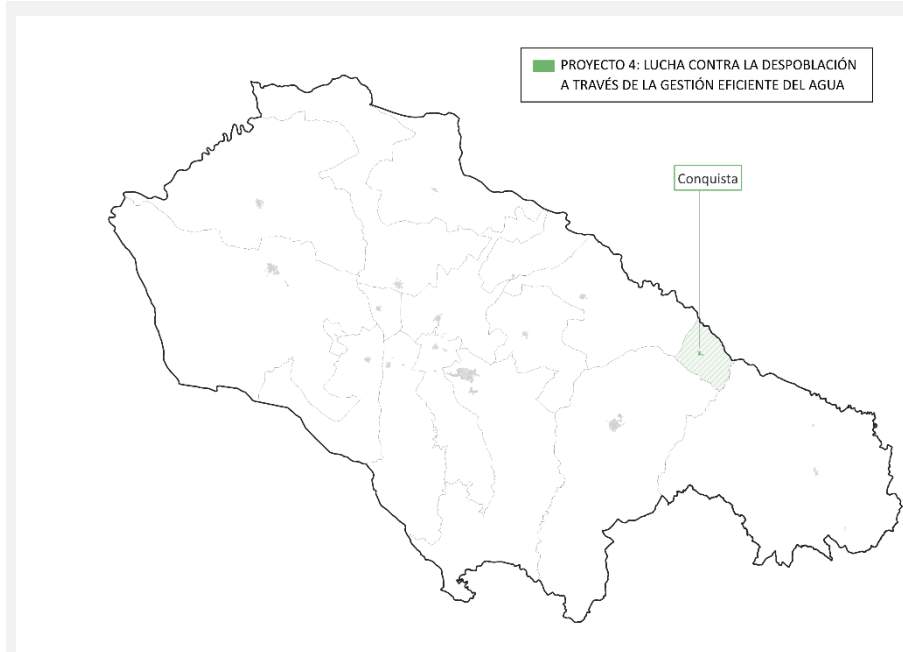 PROYECTO 4: LUCHA CONTRA LA DESPOBLACIÓN
A TRAVÉS DE LA GESTIÓN EFICIENTE DEL AGUA
Conquista